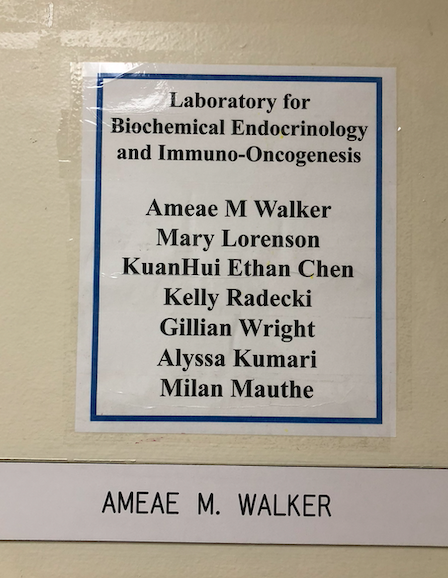 Laboratory for
Biochemical Endocrinology
and Immuno-Oncogenesis
Ameae M Walker
Mary Lorenson
KuanHui Ethan Chen
Kelly Radecki
Gillian Wright
Alyssa Kumari
Milan Mauthe
AMEAE M. WALKER